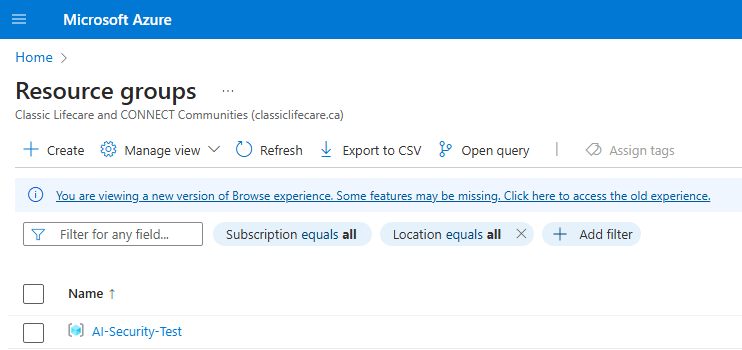 Microsoft Azure
Home >
Resource groups ...
Classic Lifecare and CONNECT Communities (classiclifecare.ca)
+ Create Manage view Refresh Export to CSV Open query | Assign tags
You are viewing a new version of Browse experience. Some features may be missing. Click here to access the old experience.
Filter for any field... Subscription equals all Location equals all × + Add filter
Name ↑
AI-Security-Test